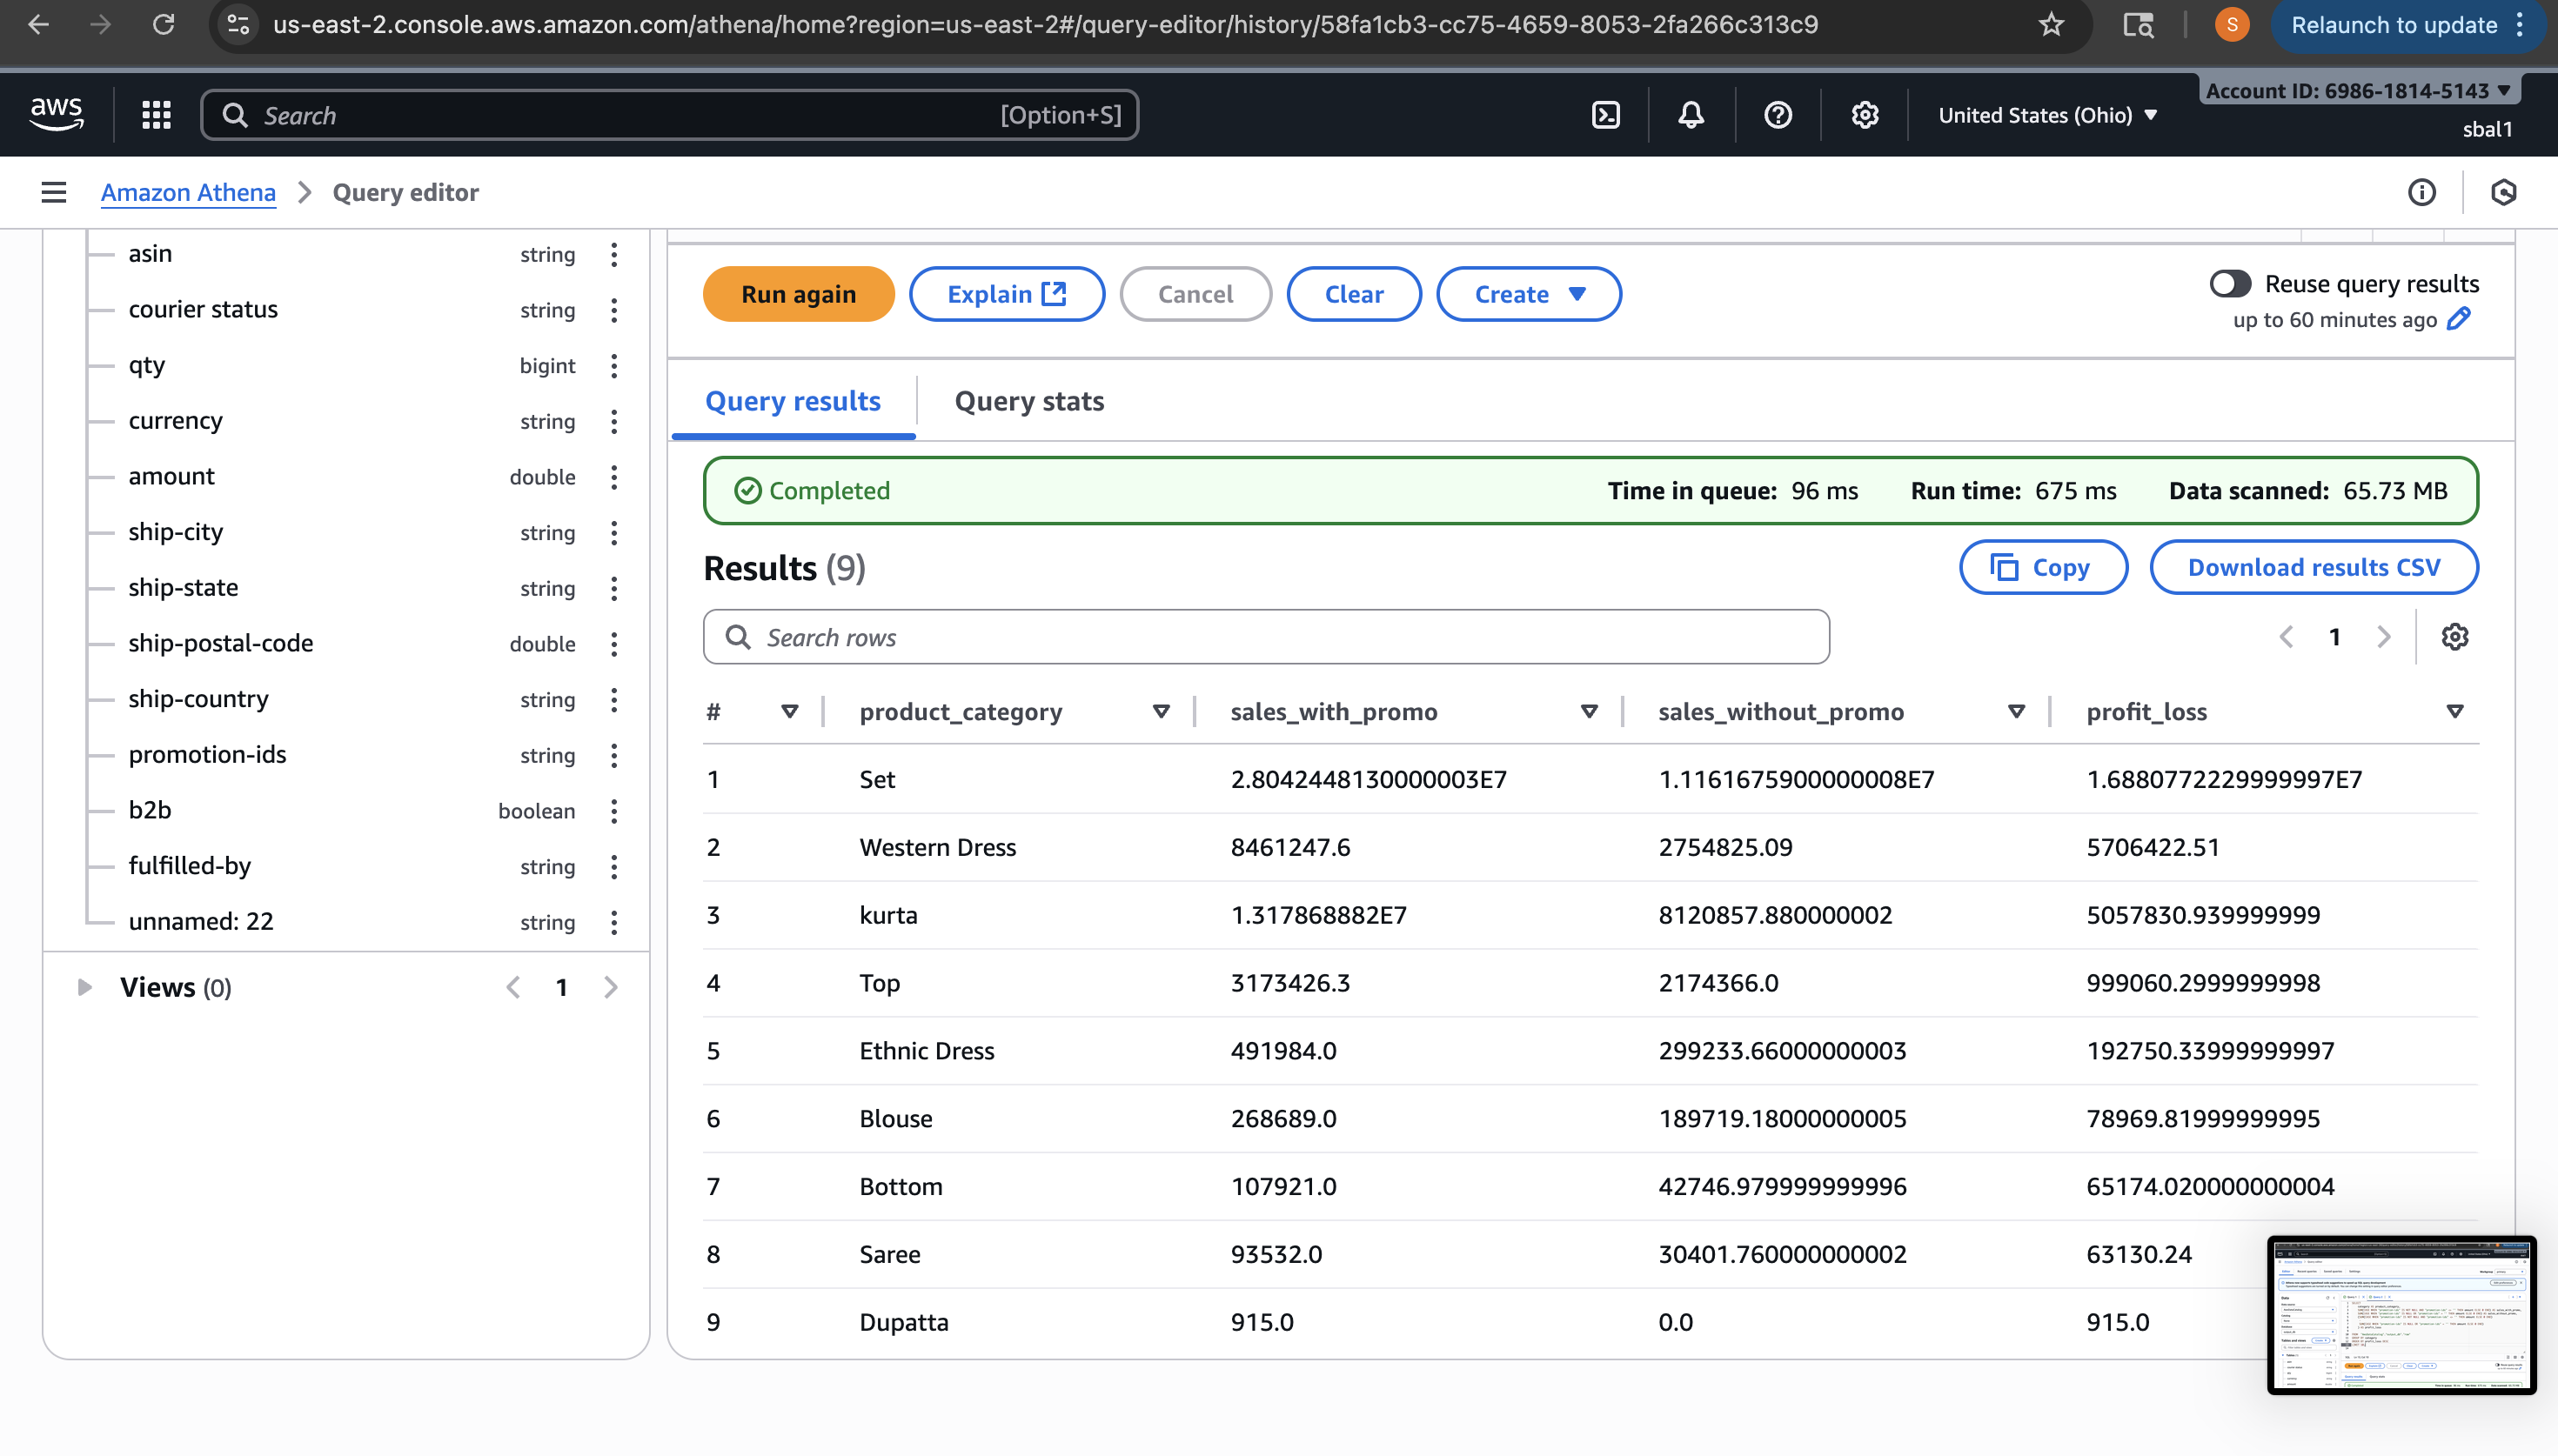 us-east-2.console.aws.amazon.com/athena/home?region=us-east-2#/query-editor/history/58fa1cb3-cc75-4659-8053-2fa266c313c9
S
Relaunch to update
aws
Search
[Option+S]
United States (Ohio)
Account ID: 6986-1814-5143
sbal1
Amazon Athena
Query editor
asin string
courier status string
qty bigint
currency string
amount double
ship-city string
ship-state string
ship-postal-code double
ship-country string
promotion-ids string
b2b boolean
fulfilled-by string
unnamed: 22 string
Views (0)
1
Run again
Explain
Cancel
Clear
Create
Reuse query results
up to 60 minutes ago
Query results
Query stats
Completed
Time in queue: 96 ms
Run time: 675 ms
Data scanned: 65.73 MB
Results (9)
Copy
Download results CSV
Search rows
1
# product_category sales_with_promo sales_without_promo profit_loss
1 Set 2.8042448130000003E7 1.1161675900000008E7 1.6880772229999997E7
2 Western Dress 8461247.6 2754825.09 5706422.51
3 kurta 1.317868882E7 8120857.880000002 5057830.939999999
4 Top 3173426.3 2174366.0 999060.2999999998
5 Ethnic Dress 491984.0 299233.66000000003 192750.33999999997
6 Blouse 268689.0 189719.18000000005 78969.81999999995
7 Bottom 107921.0 42746.979999999996 65174.020000000004
8 Saree 93532.0 30401.760000000002 63130.24
9 Dupatta 915.0 0.0 915.0